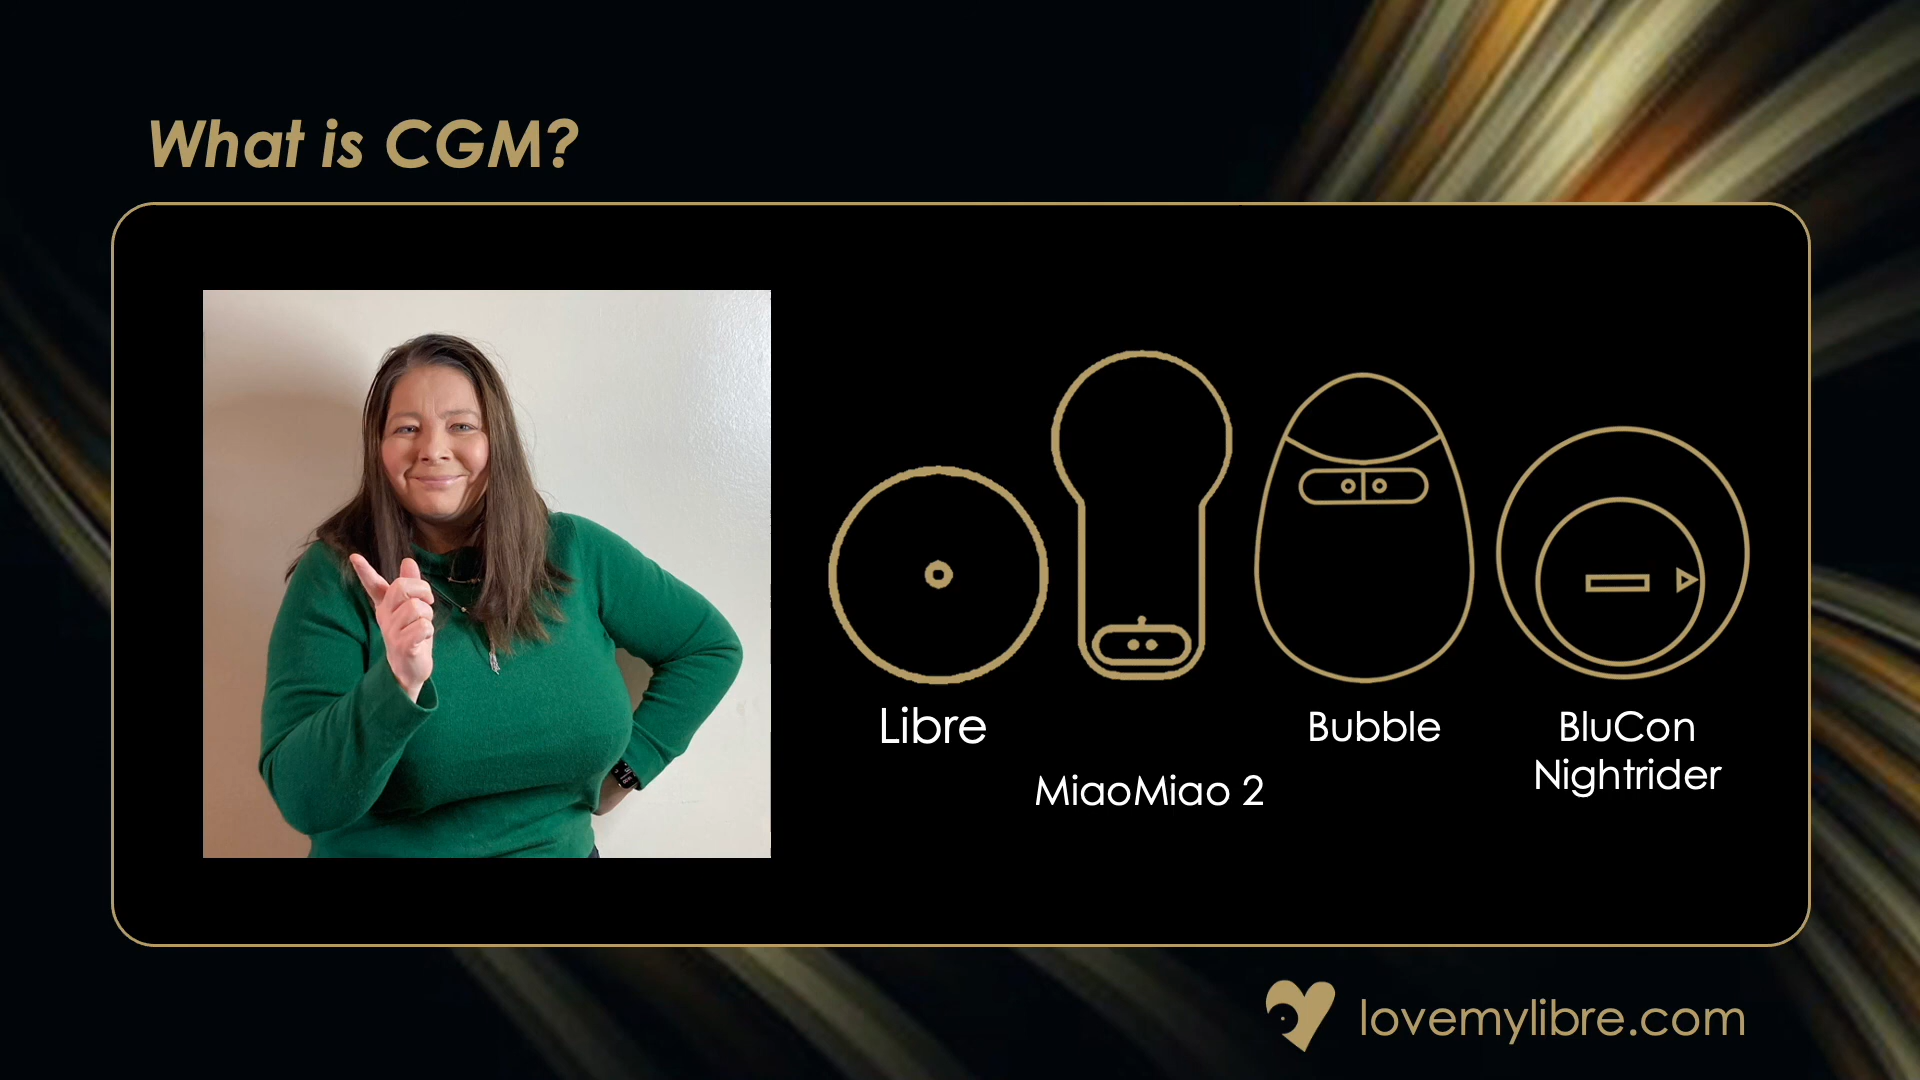 What is CGM?
Libre
MiaoMiao 2
Bubble
BluCon
Nightrider
lovemylibre.com